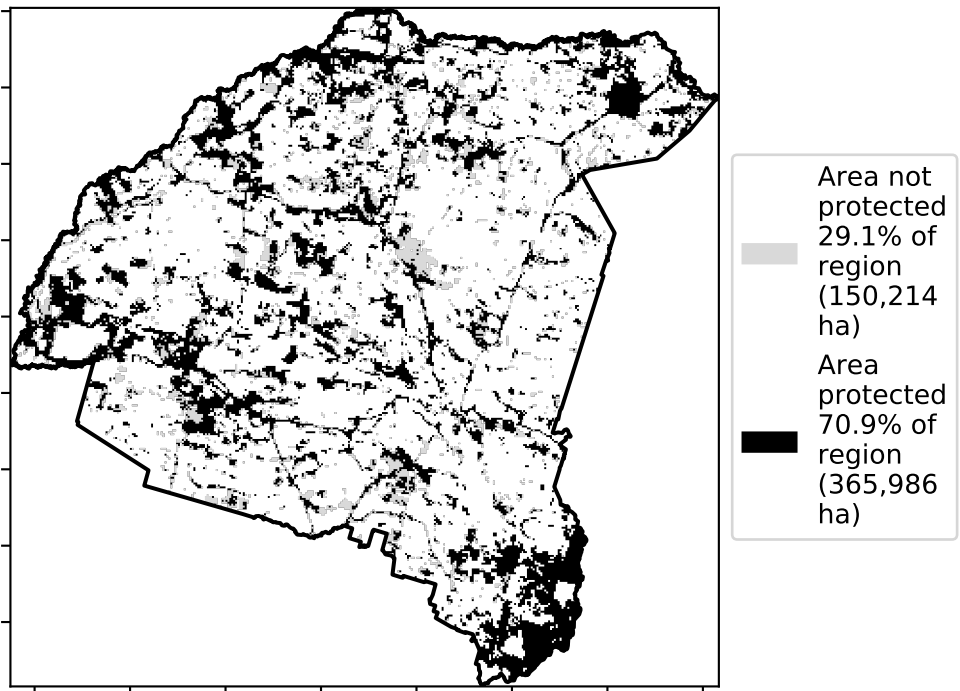 Area not
protected
29.1% of
region
(150,214
ha)
Area
protected
70.9% of
region
(365,986
ha)